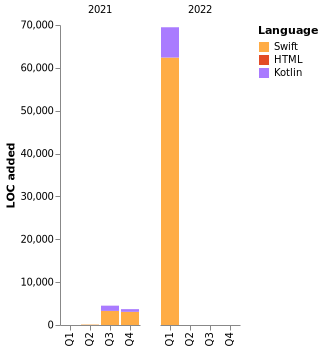 2021
2022
Language
Swift
HTML
Kotlin
LOC added
70,000
60,000
50,000
40,000
30,000
20,000
10,000
0
Q1
Q2
Q3
Q4
Q1
Q2
Q3
Q4